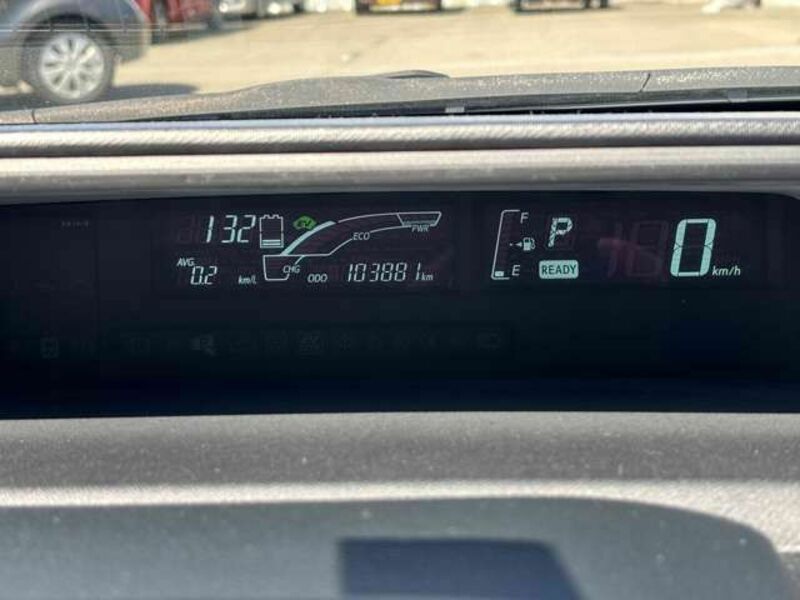 132
ECO
PWR
AVG
0.2 km/L
CHG
ODO 103881 km
F
E
P
READY
0 km/h